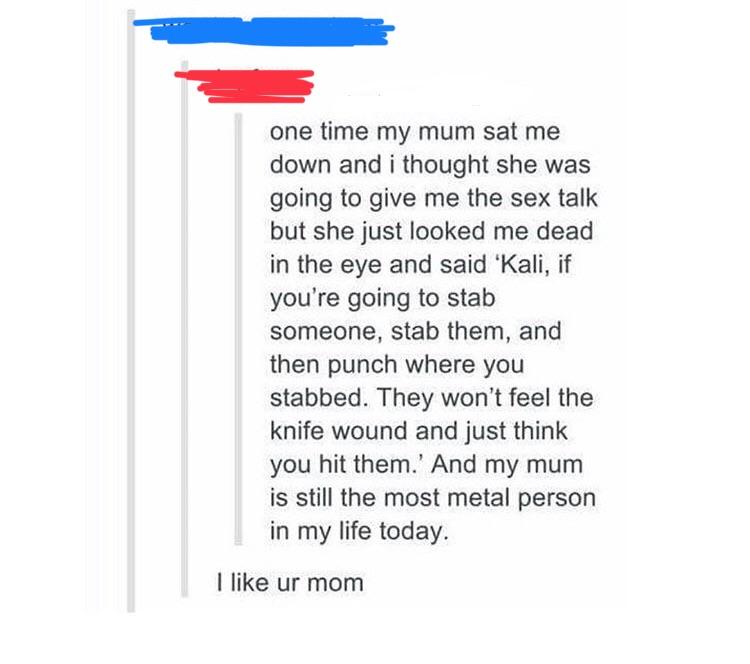 one time my mum sat me
down and i thought she was
going to give me the sex talk
but she just looked me dead
in the eye and said ‘Kali, if
you’re going to stab
someone, stab them, and
then punch where you
stabbed. They won’t feel the
knife wound and just think
you hit them.’ And my mum
is still the most metal person
in my life today.
I like ur mom